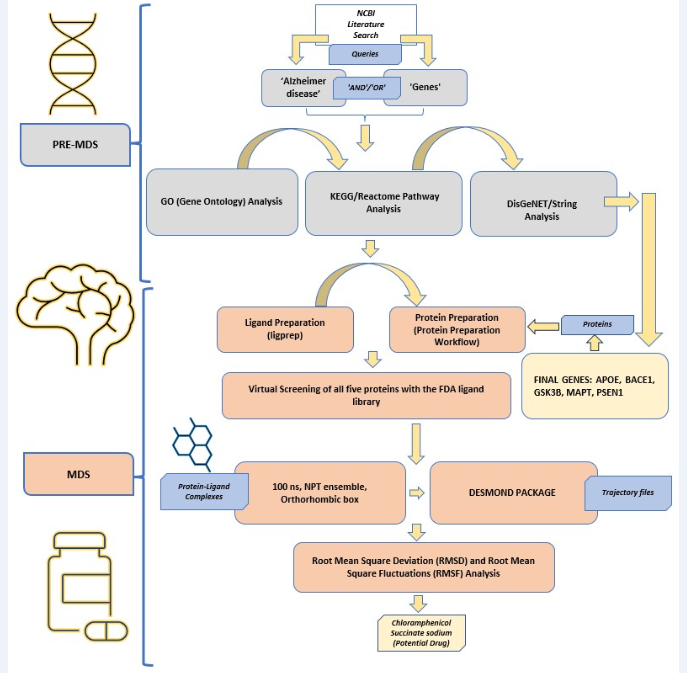 NCBI
Literature
Search
Queries
'Alzheimer
disease'
'AND'/'OR'
'Genes'
PRE-MDS
GO (Gene Ontology) Analysis
KEGG/Reactome Pathway
Analysis
DisGeNET/String
Analysis
Ligand Preparation
(ligprep)
Protein Preparation
(Protein Preparation
Workflow)
Proteins
FINAL GENES: APOE, BACE1,
GSK3B, MAPT, PSEN1
Virtual Screening of all five proteins with the FDA ligand
library
MDS
Protein-Ligand
Complexes
100 ns, NPT ensemble,
Orthorhombic box
DESMOND PACKAGE
Trajectory files
Root Mean Square Deviation (RMSD) and Root Mean
Square Fluctuations (RMSF) Analysis
Chloramphenicol
Succinate sodium
(Potential Drug)